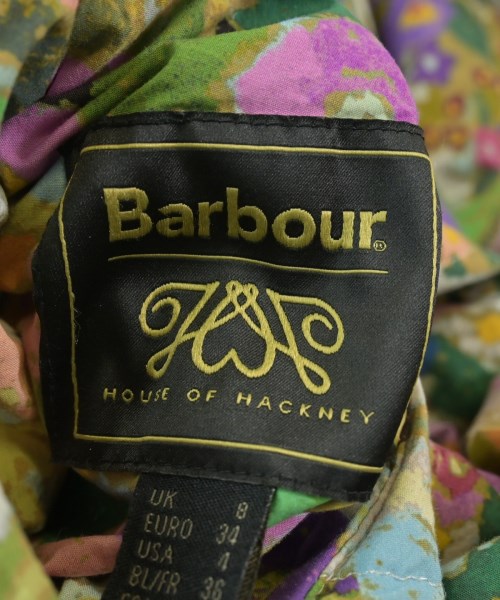 Barbour®
HOUSE OF HACKNEY
UK 8
EURO 34
USA 4
BL/FR 36